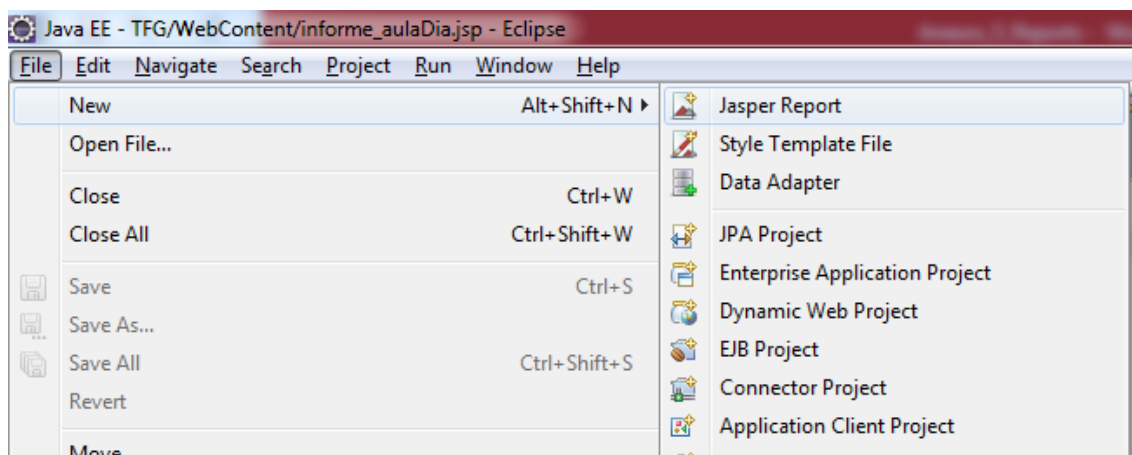 Java EE - TFG/WebContent/informe_aulaDia.jsp - Eclipse
File Edit Navigate Search Project Run Window Help
New Alt+Shift+N
Open File...
Close Ctrl+W
Close All Ctrl+Shift+W
Save Ctrl+S
Save As...
Save All Ctrl+Shift+S
Revert
Move
Jasper Report
Style Template File
Data Adapter
JPA Project
Enterprise Application Project
Dynamic Web Project
EJB Project
Connector Project
Application Client Project